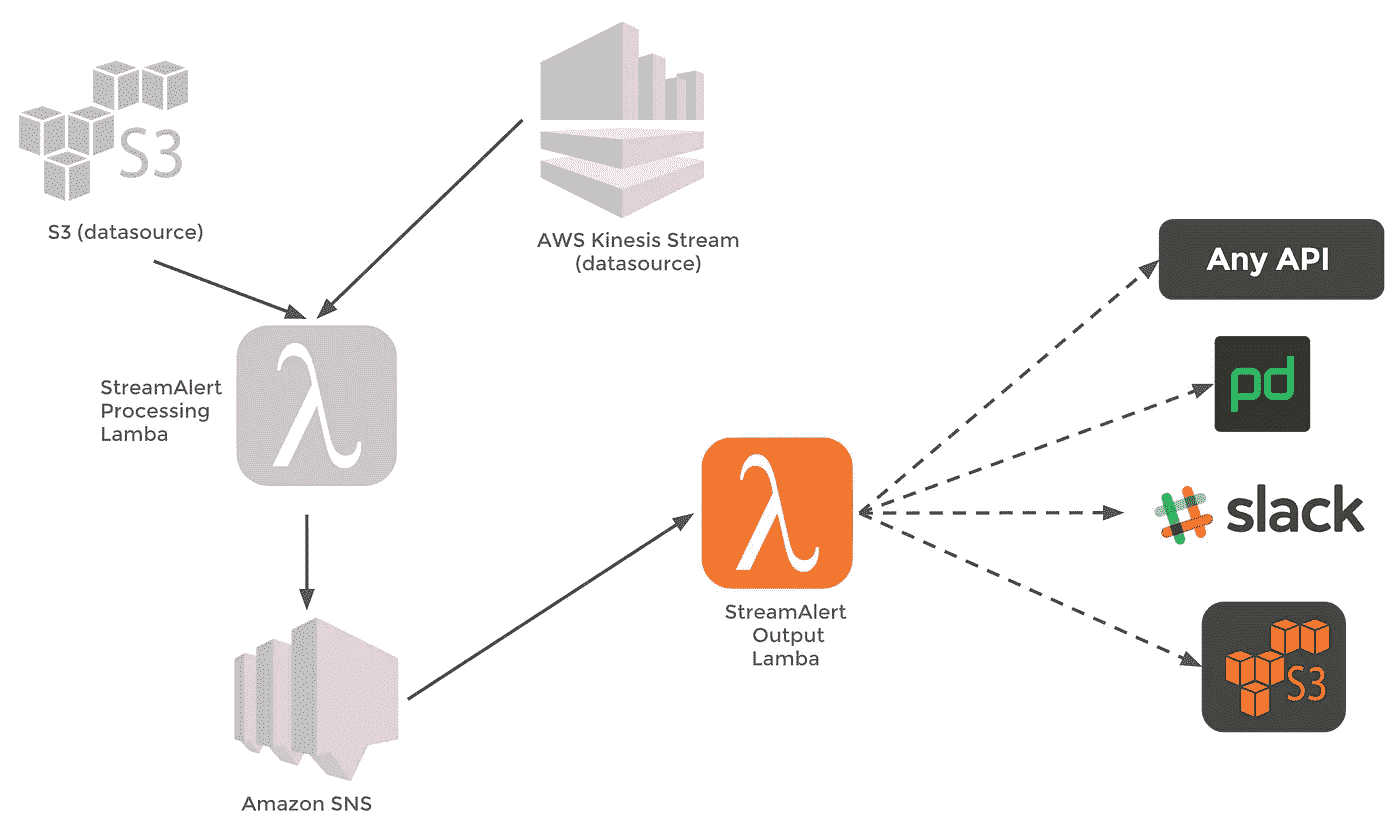 S3
S3 (datasource)
AWS Kinesis Stream
(datasource)
StreamAlert
Processing
Lamba
λ
Amazon SNS
λ
StreamAlert
Output
Lamba
Any API
pd
slack
S3